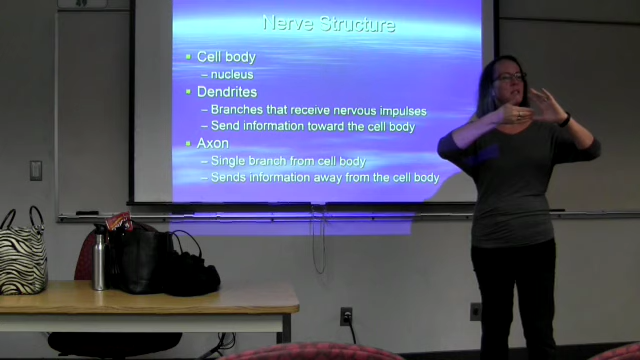 Nerve Structure
Cell body
– nucleus
Dendrites
– Branches that receive nervous impulses
– Send information toward the cell body
Axon
– Single branch from cell body
– Sends information away from the cell body